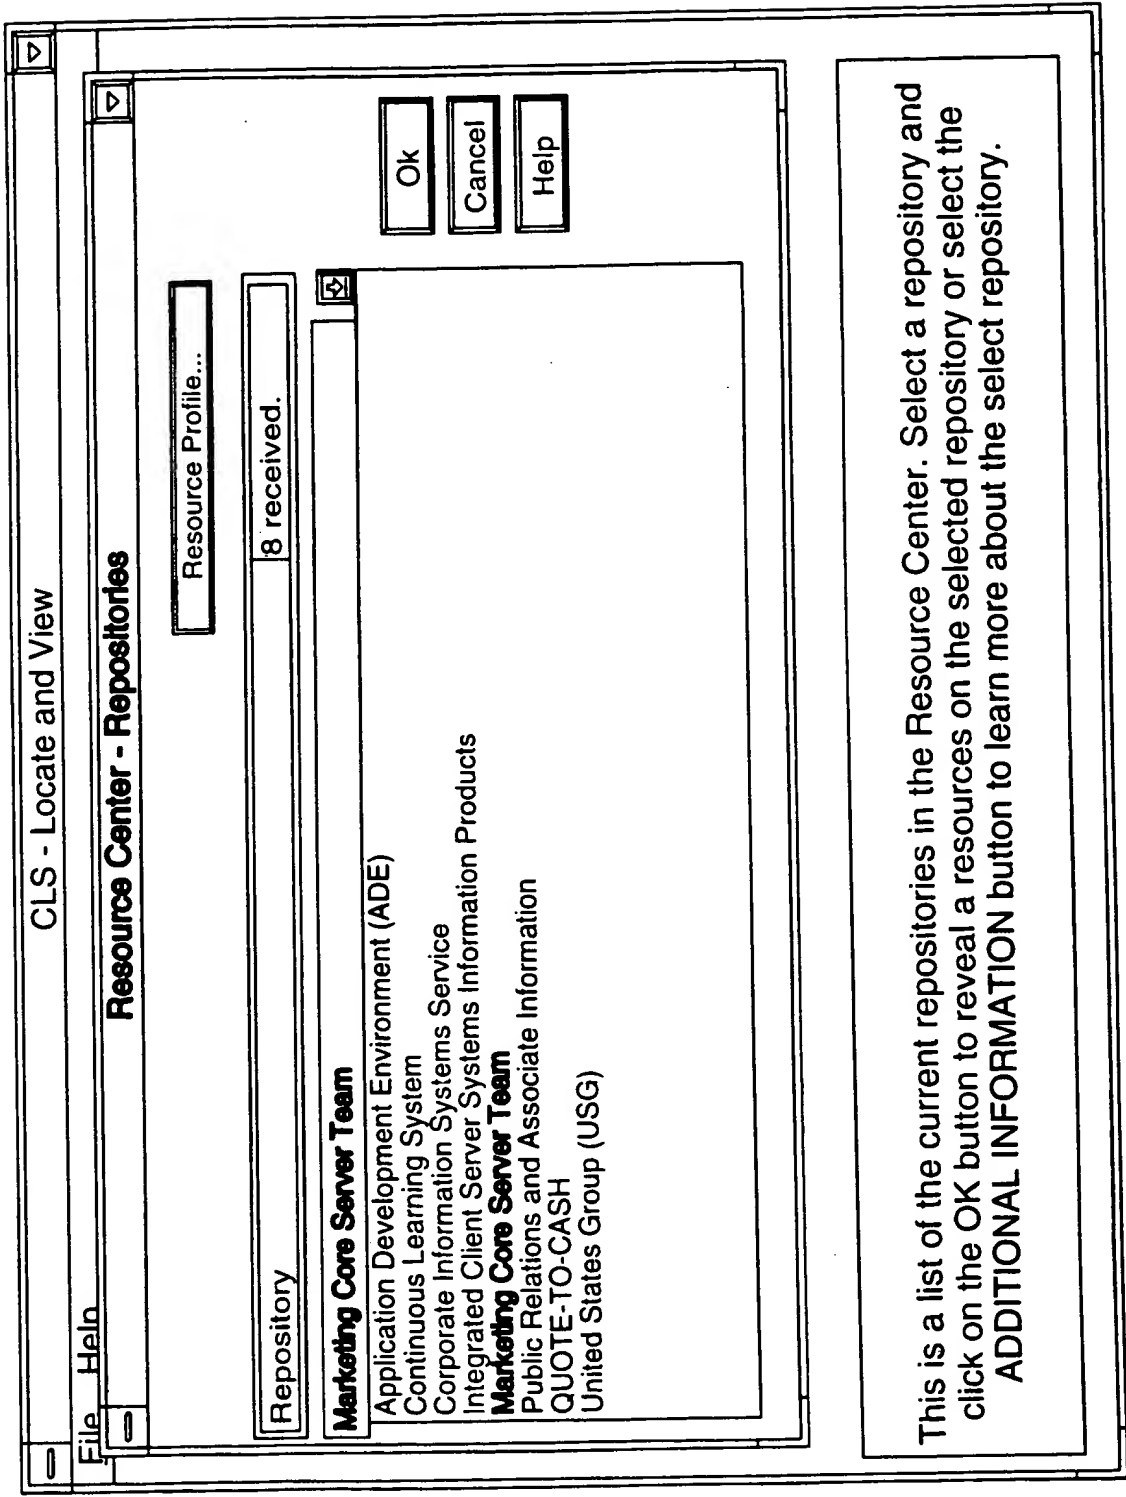 CLS - Locate and View
File Help
Resource Center - Repositories
Resource Profile...
Repository
8 received.
Marketing Core Server Team
Application Development Environment (ADE)
Continuous Learning System
Corporate Information Systems Service
Integrated Client Server Systems Information Products
Marketing Core Server Team
Public Relations and Associate Information
QUOTE-TO-CASH
United States Group (USG)
Ok
Cancel
Help
This is a list of the current repositories in the Resource Center. Select a repository and
click on the OK button to reveal a resources on the selected repository or select the
ADDITIONAL INFORMATION button to learn more about the select repository.